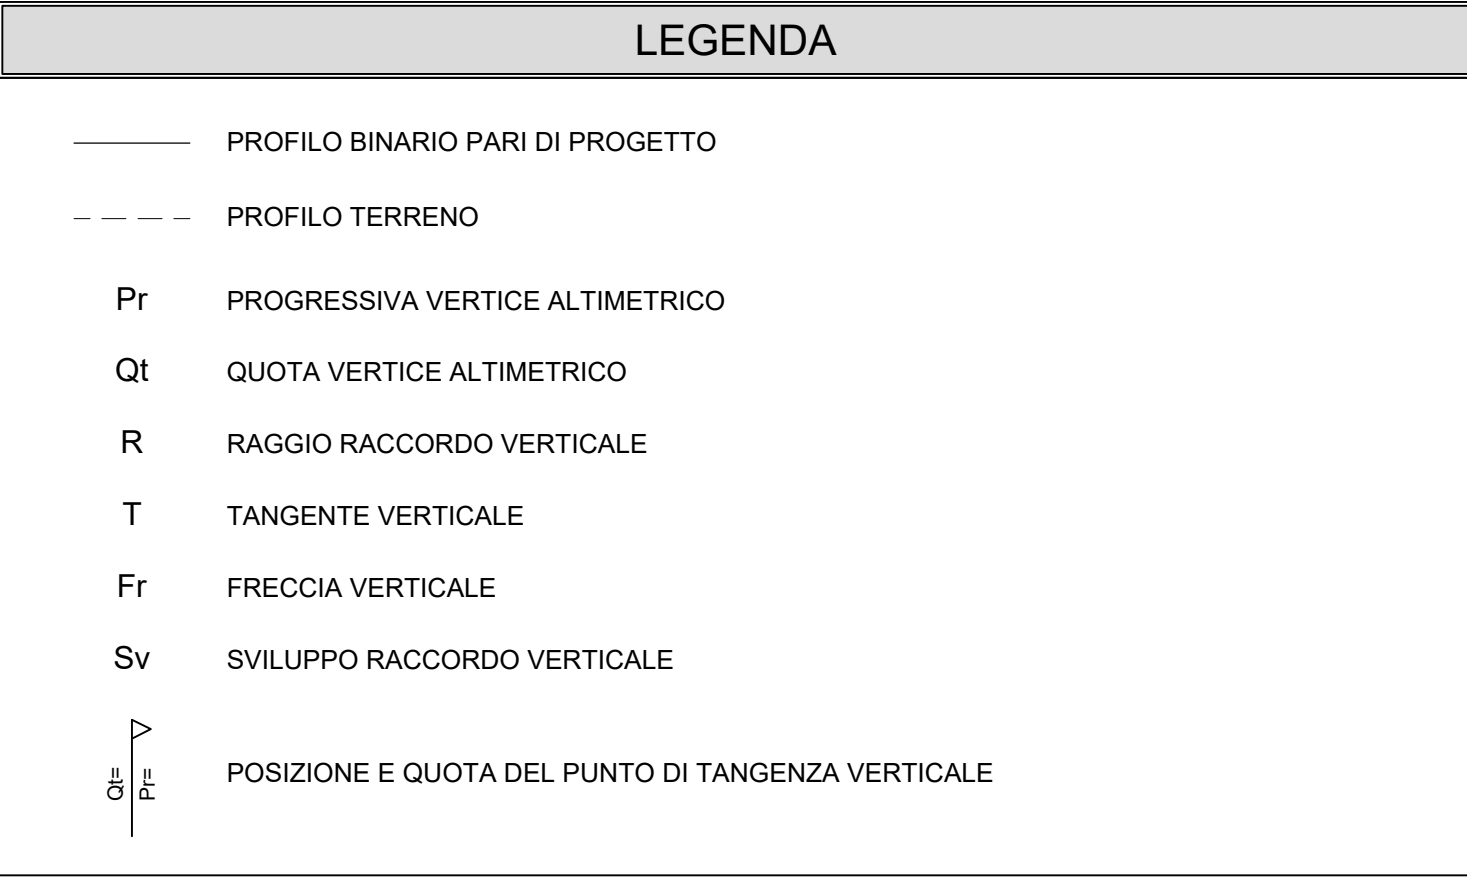 LEGENDA
PROFILO BINARIO PARI DI PROGETTO
PROFILO TERRENO
Pr PROGRESSIVA VERTICE ALTIMETRICO
Qt QUOTA VERTICE ALTIMETRICO
R RAGGIO RACCORDO VERTICALE
T TANGENTE VERTICALE
Fr FRECCIA VERTICALE
Sv SVILUPPO RACCORDO VERTICALE
Qt=
Pr=
POSIZIONE E QUOTA DEL PUNTO DI TANGENZA VERTICALE